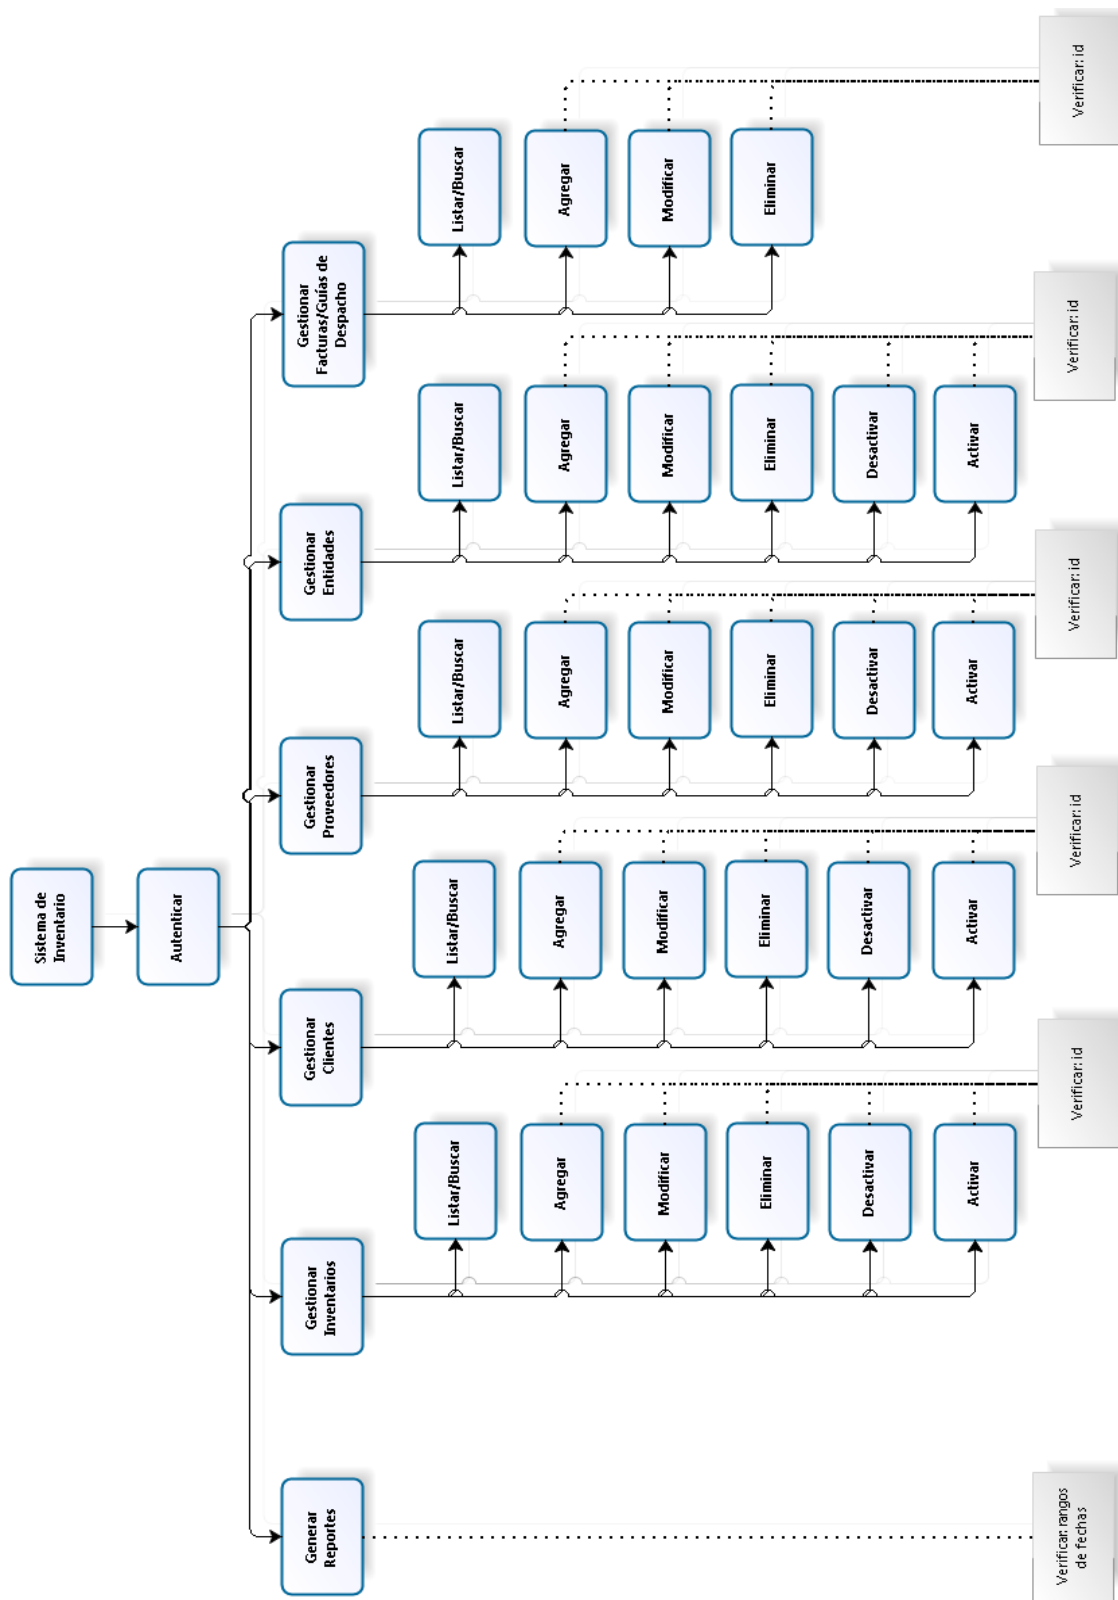 Sistema de
Inventario
Autenticar
Generar
Reportes
Verificar: rangos
de fechas
Gestionar
Inventarios
Listar/Buscar
Agregar
Modificar
Eliminar
Desactivar
Activar
Verificar: id
Gestionar
Clientes
Listar/Buscar
Agregar
Modificar
Eliminar
Desactivar
Activar
Verificar: id
Gestionar
Proveedores
Listar/Buscar
Agregar
Modificar
Eliminar
Desactivar
Activar
Verificar: id
Gestionar
Entidades
Listar/Buscar
Agregar
Modificar
Eliminar
Desactivar
Activar
Verificar: id
Gestionar
Facturas/Guías de
Despacho
Listar/Buscar
Agregar
Modificar
Eliminar
Verificar: id